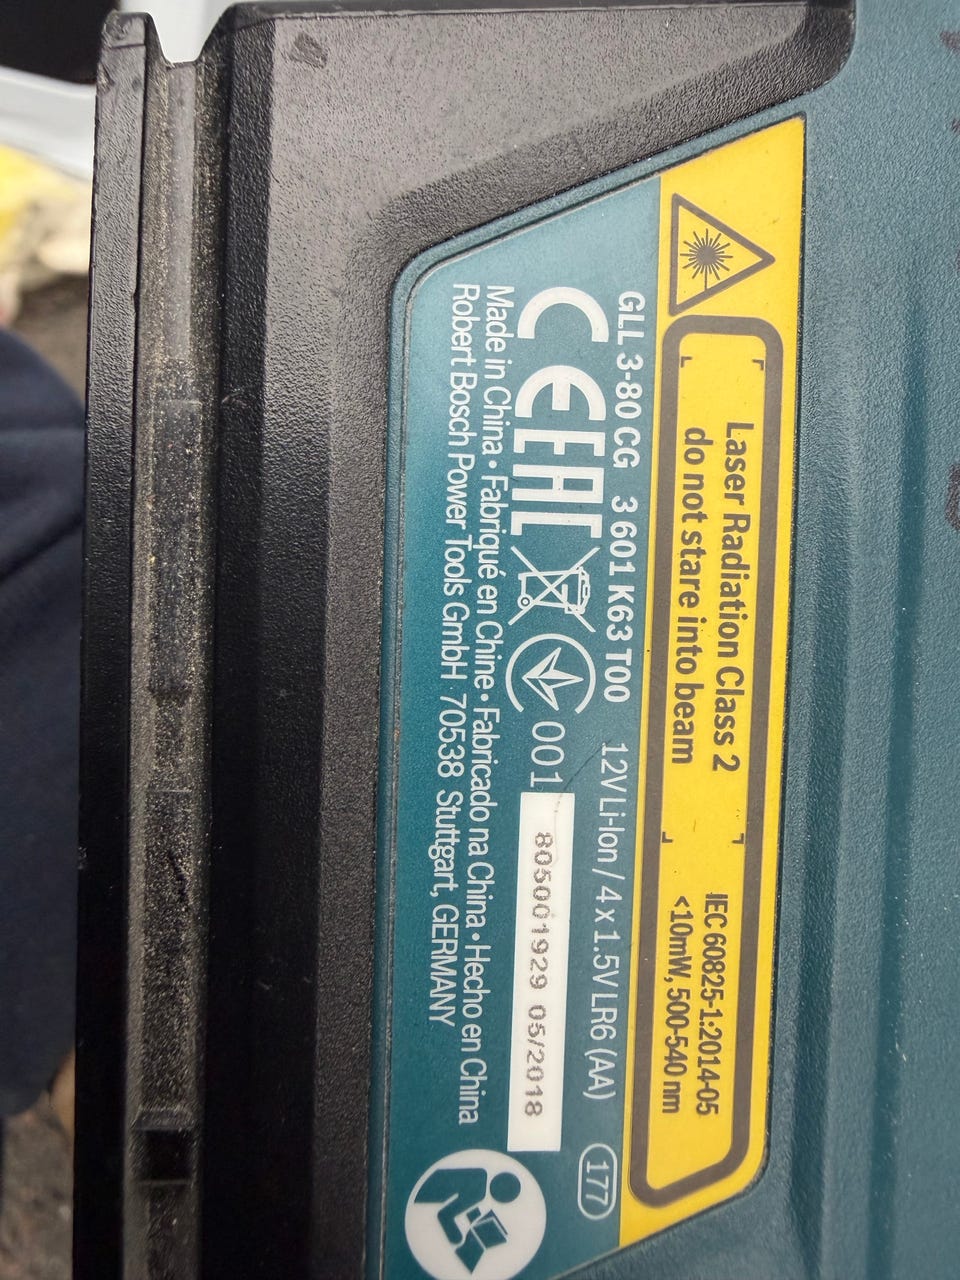 Laser Radiation Class 2
do not stare into beam
IEC 60825-1:2014-05
<10mW, 500-540 nm
GLL 3-80 CG 3 601 K63 T00 12V Li-Ion / 4 x 1.5V LR6 (AA) 177
CE EAC 001 805001929 05/2018
Made in China • Fabriqué en Chine • Fabricado na China • Hecho en China
Robert Bosch Power Tools GmbH 70538 Stuttgart, GERMANY